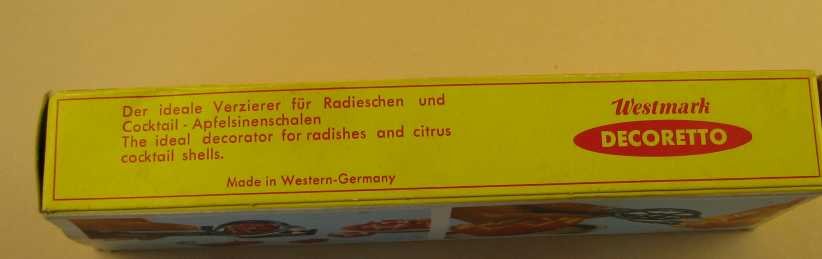 Der ideale Verzierer für Radieschen und
Cocktail - Apfelsinenschalen
The ideal decorator for radishes and citrus
cocktail shells.
Made in Western-Germany
Westmark
DECORETTO